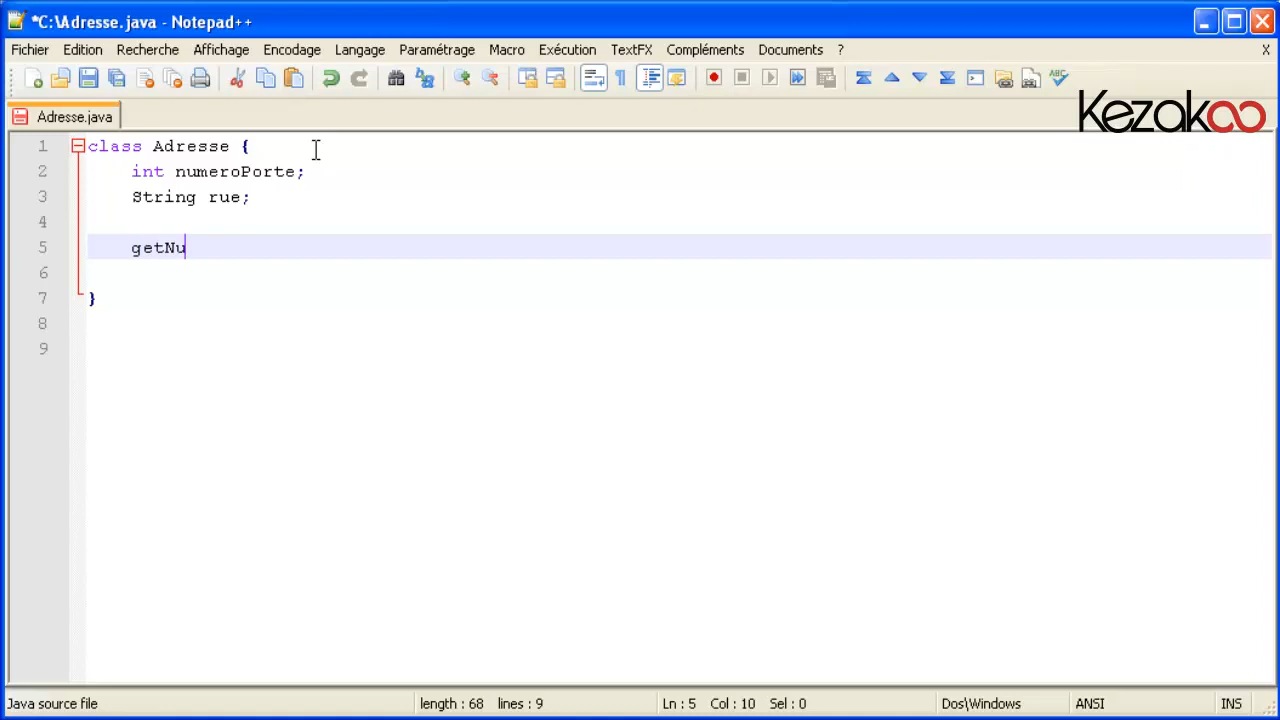 *C:\Adresse.java - Notepad++
Fichier Edition Recherche Affichage Encodage Langage Paramétrage Macro Exécution TextFX Compléments Documents ? X
ABC
Adresse.java
Kezakoo
1 class Adresse {
2 int numeroPorte;
3 String rue;
4
5 getNu
6
7 }
8
9
Java source file length : 68 lines : 9 Ln : 5 Col : 10 Sel : 0 Dos\Windows ANSI INS